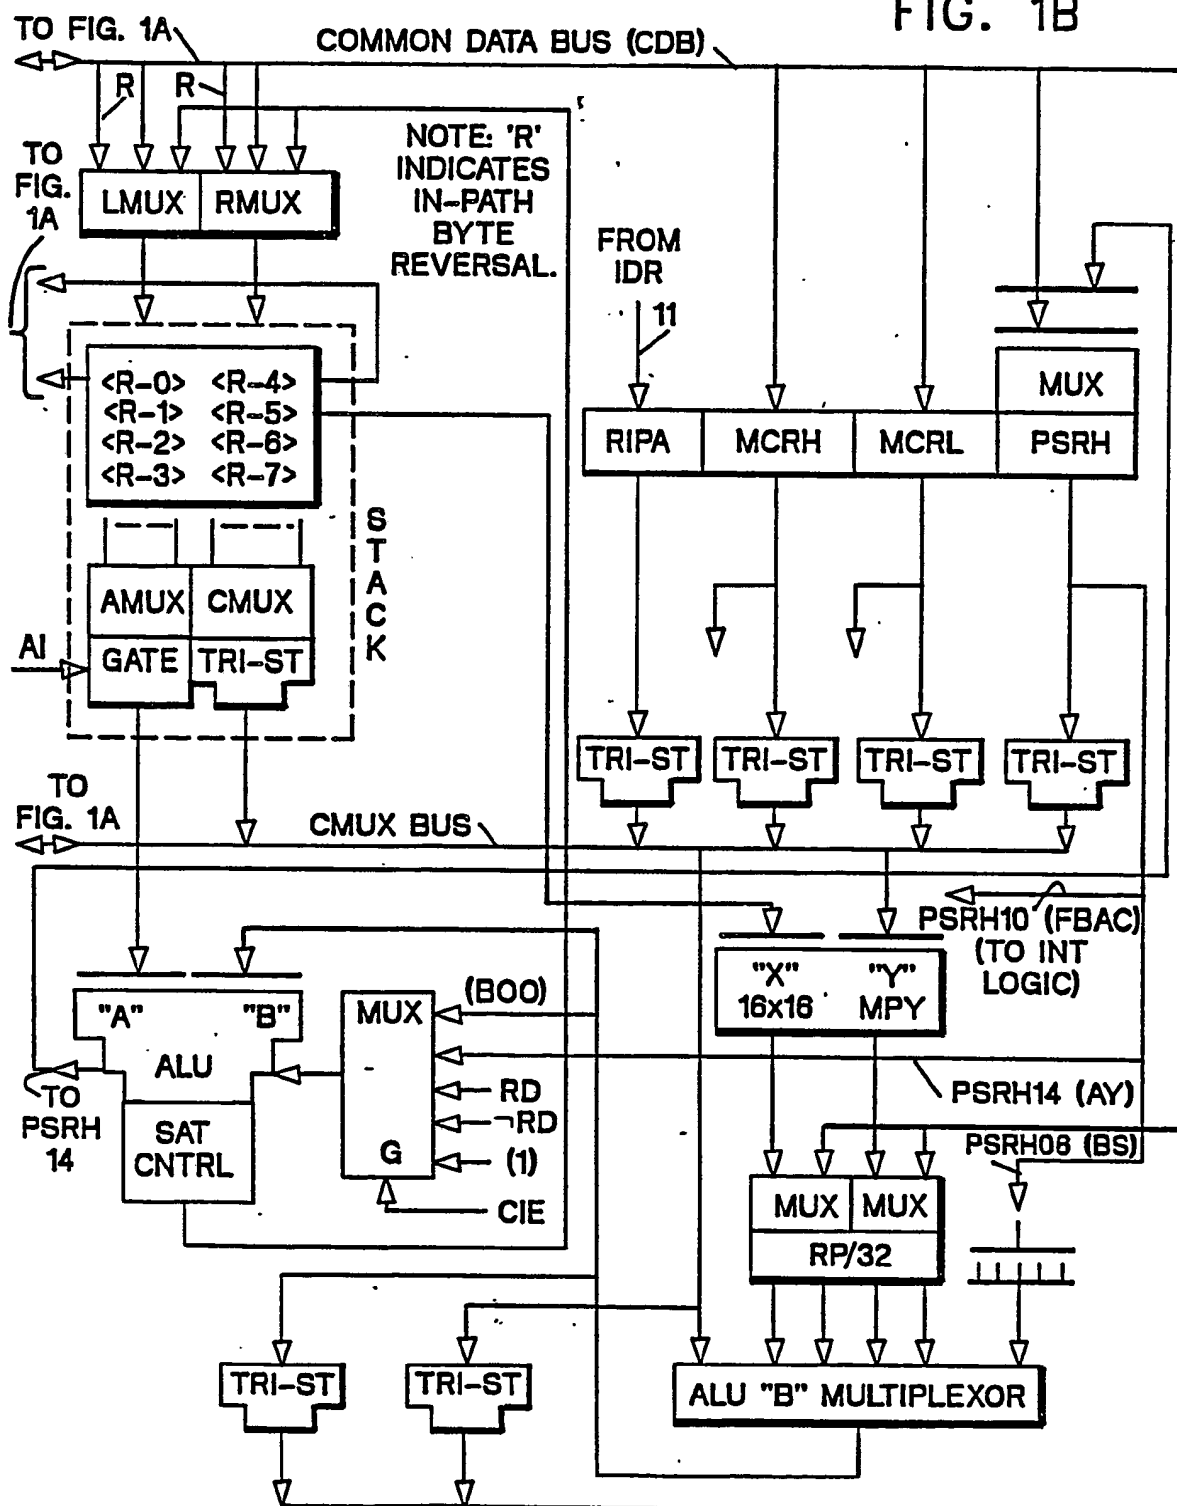 FIG. 1B
TO FIG. 1A
COMMON DATA BUS (CDB)
R
R
NOTE: 'R'
INDICATES
IN-PATH
BYTE
REVERSAL.
TO
FIG.
1A
LMUX
RMUX
FROM
IDR
11
<R-0> <R-4>
<R-1> <R-5>
<R-2> <R-6>
<R-3> <R-7>
MUX
RIPA
MCRH
MCRL
PSRH
STACK
AMUX
CMUX
AI
GATE
TRI-ST
TRI-ST
TRI-ST
TRI-ST
TRI-ST
TO
FIG. 1A
CMUX BUS
PSRH10 (FBAC)
(TO INT
LOGIC)
"X"
16x16
"Y"
MPY
"A"
"B"
ALU
SAT
CNTRL
MUX
G
(B00)
RD
¬RD
(1)
CIE
TO
PSRH
14
PSRH14 (AY)
PSRH08 (BS)
MUX
MUX
RP/32
TRI-ST
TRI-ST
ALU "B" MULTIPLEXOR